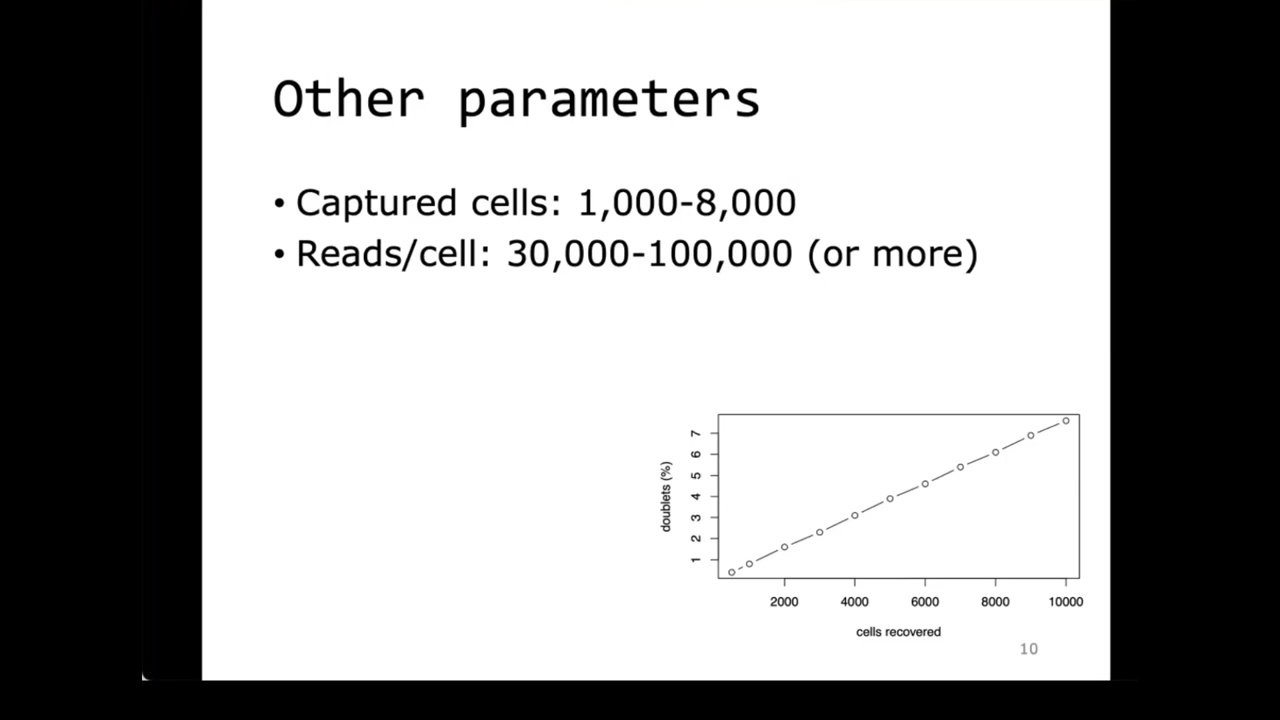 Other parameters
• Captured cells: 1,000-8,000
• Reads/cell: 30,000-100,000 (or more)
doublets (%)
7
6
5
4
3
2
1
2000 4000 6000 8000 10000
cells recovered
10